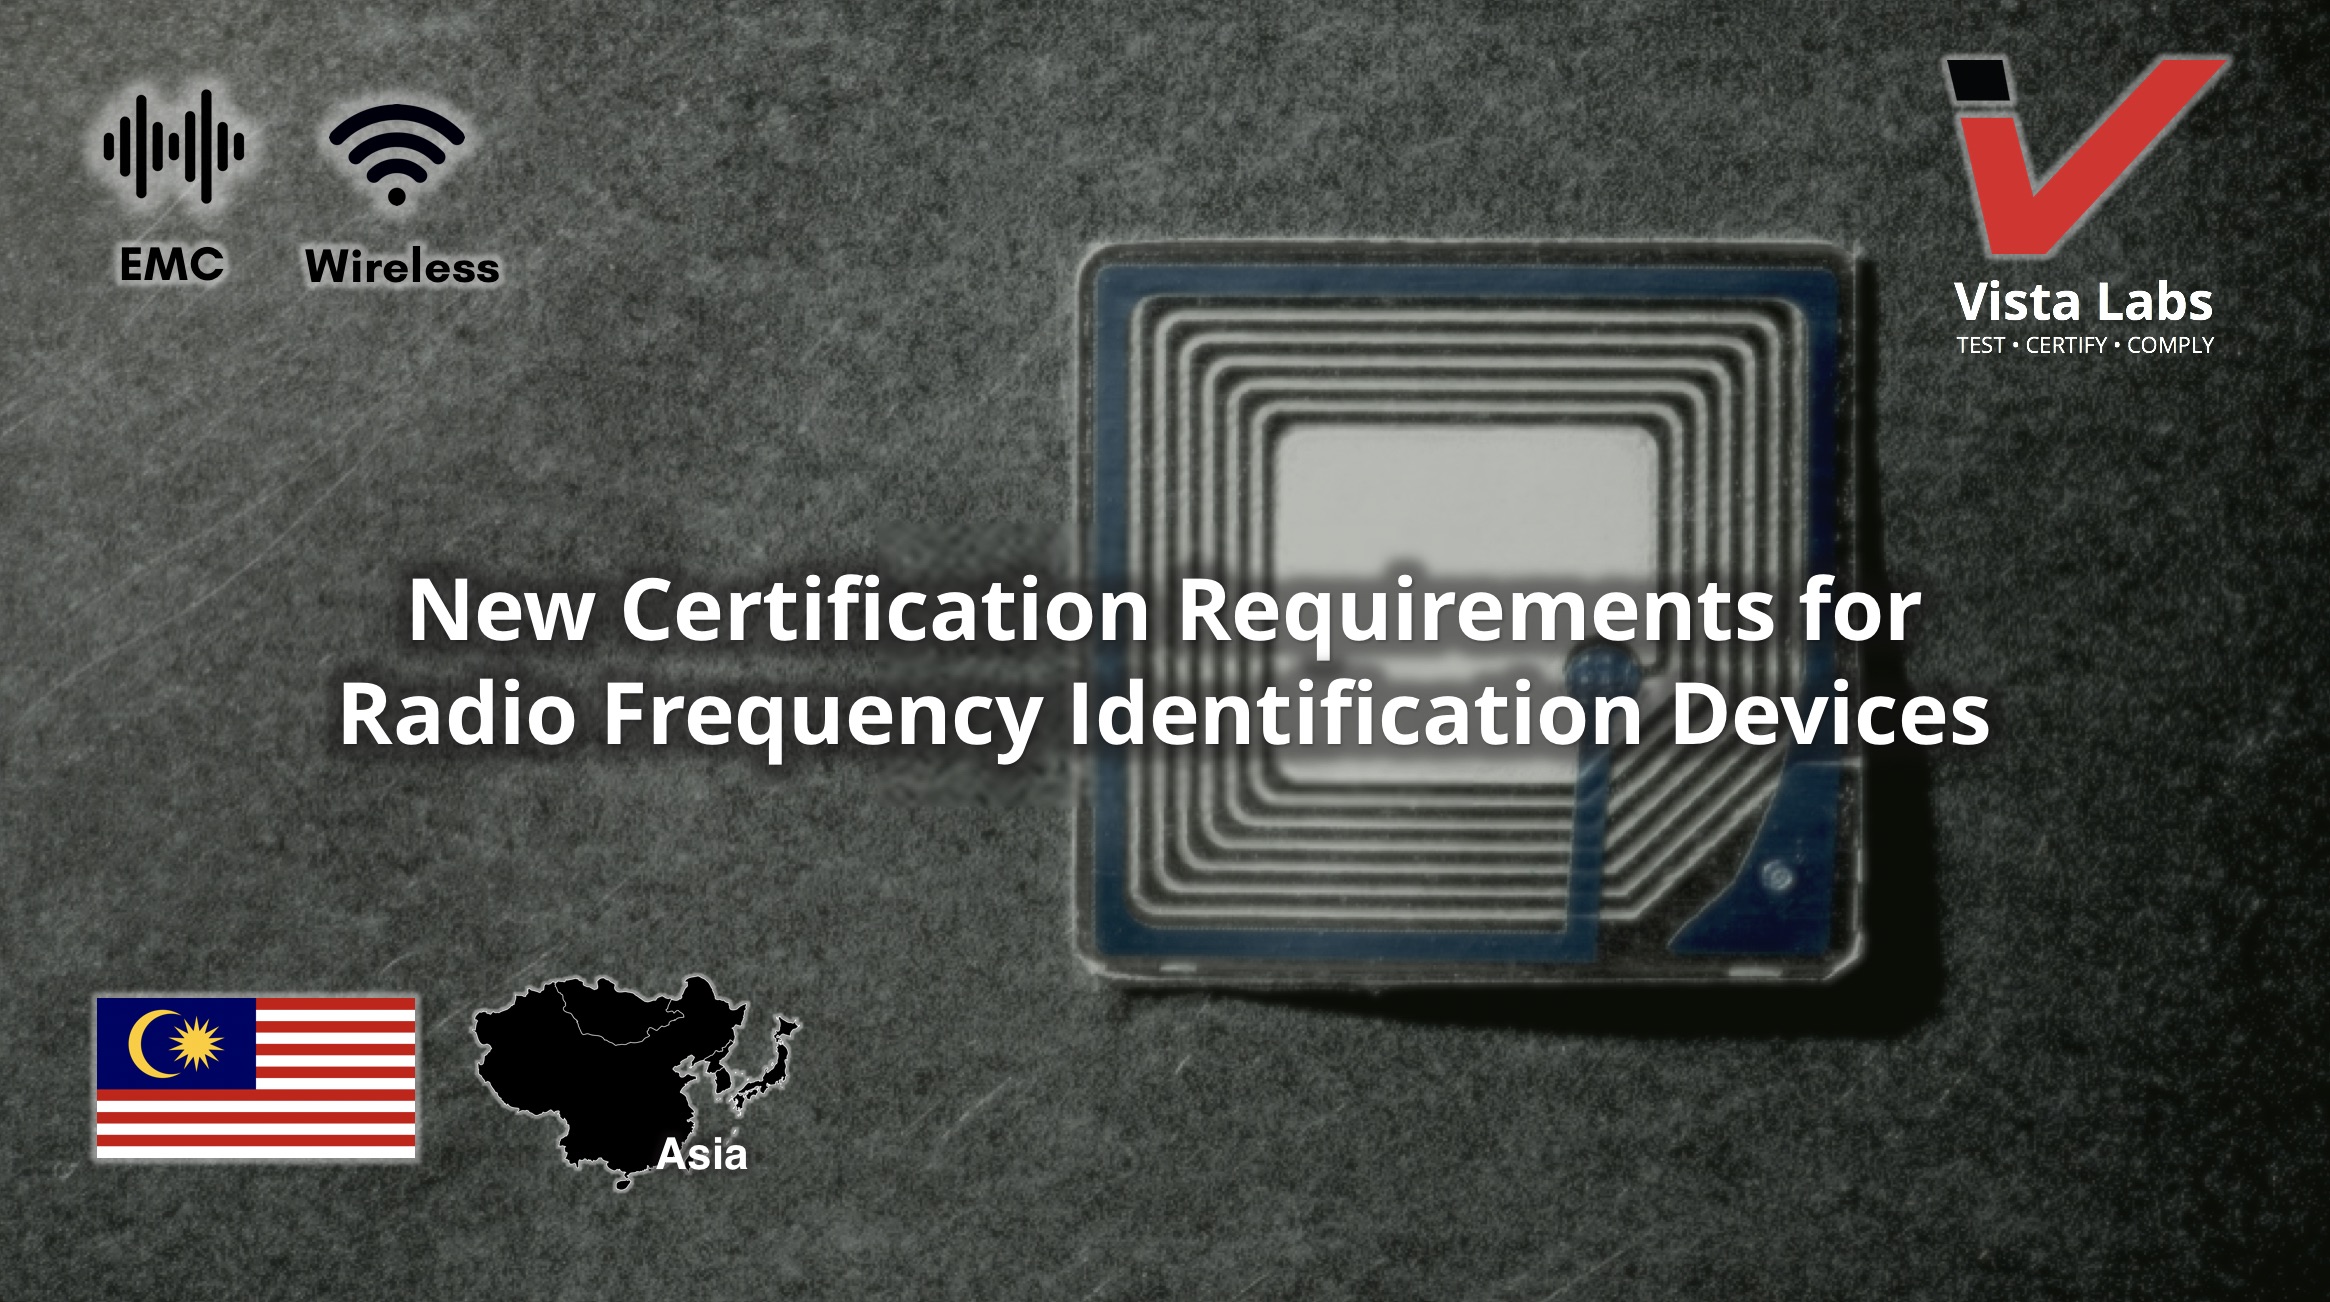 EMC
Wireless
Vista Labs
TEST • CERTIFY • COMPLY
New Certification Requirements for
Radio Frequency Identification Devices
Asia